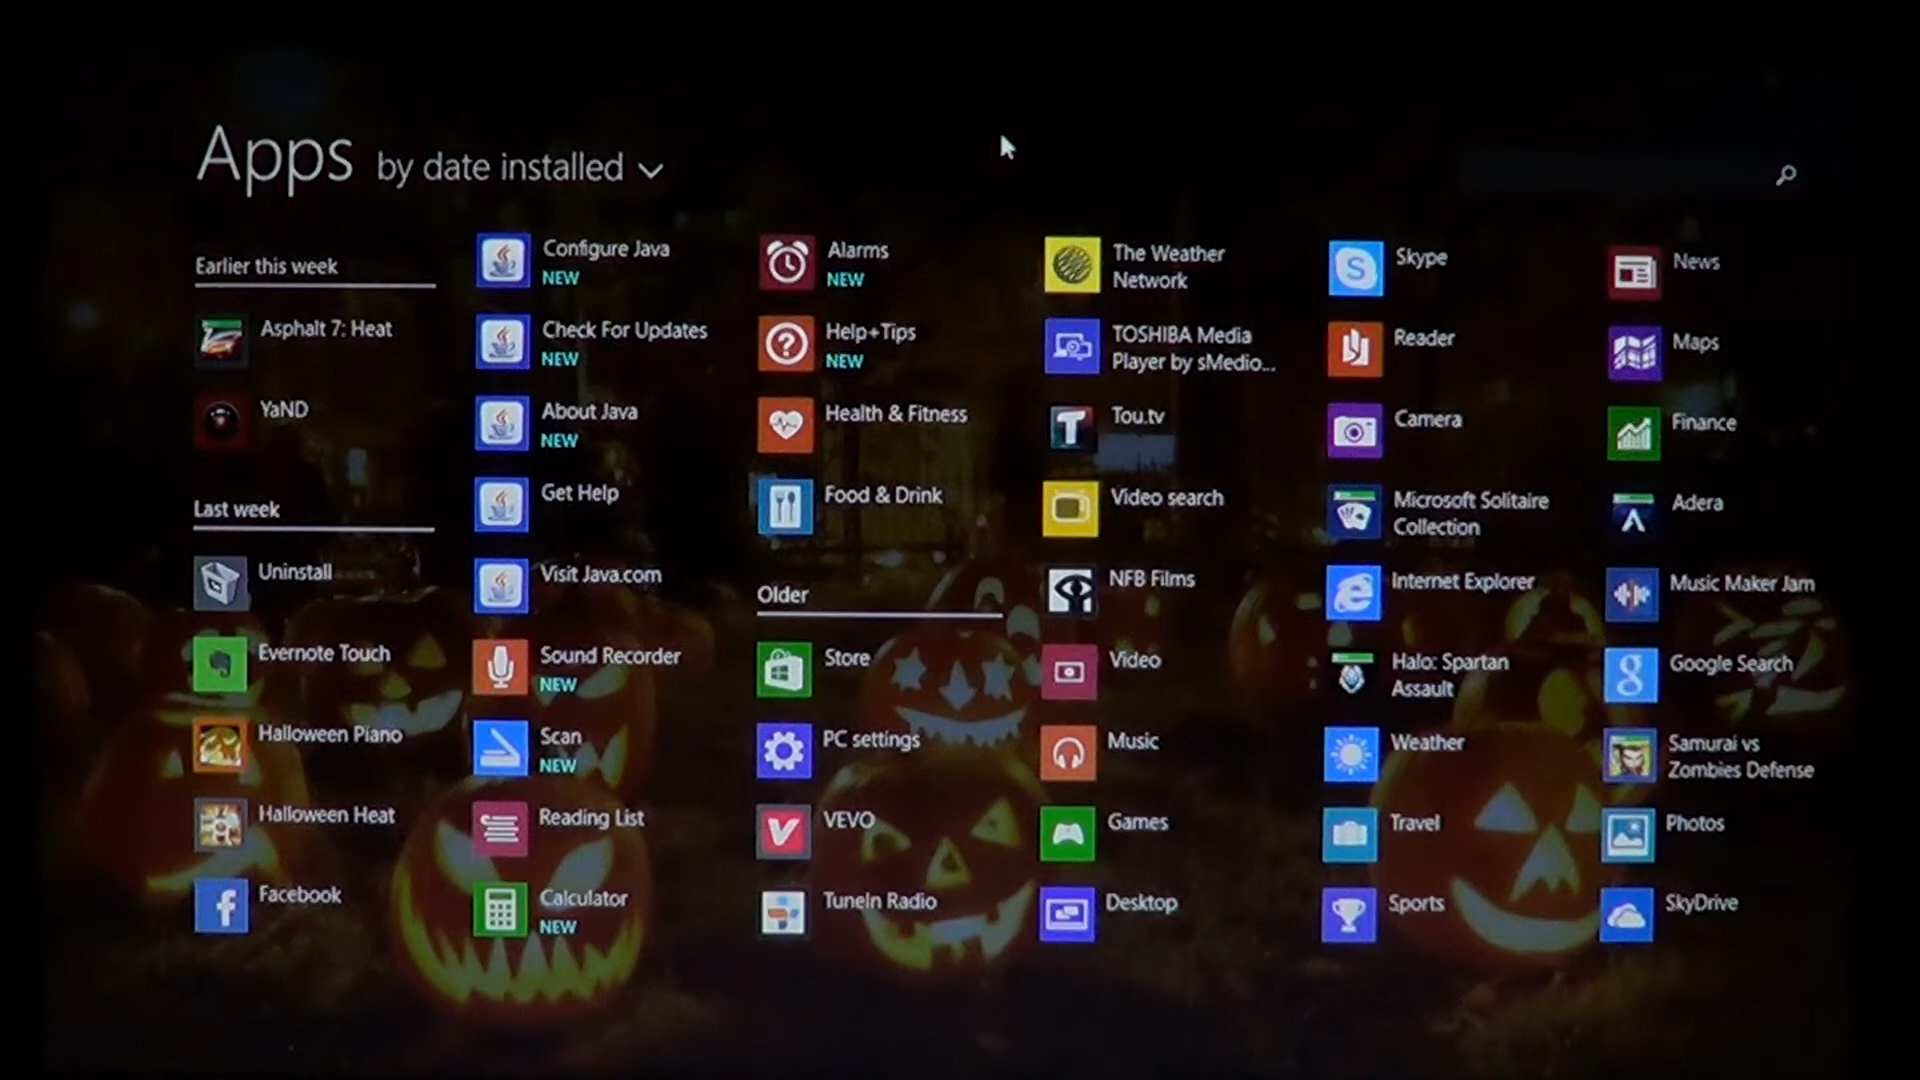 Apps by date installed
Earlier this week
Asphalt 7: Heat
YaND
Last week
Uninstall
Evernote Touch
Halloween Piano
Halloween Heat
Facebook
Configure Java
NEW
Check For Updates
NEW
About Java
NEW
Get Help
Visit Java.com
Sound Recorder
NEW
Scan
NEW
Reading List
Calculator
NEW
Alarms
NEW
Help+Tips
NEW
Health & Fitness
Food & Drink
Older
Store
PC settings
VEVO
TuneIn Radio
The Weather
Network
TOSHIBA Media
Player by sMedio...
Tou.tv
Video search
NFB Films
Video
Music
Games
Desktop
Skype
Reader
Camera
Microsoft Solitaire
Collection
Internet Explorer
Halo: Spartan
Assault
Weather
Travel
Sports
News
Maps
Finance
Adera
Music Maker Jam
Google Search
Samurai vs
Zombies Defense
Photos
SkyDrive